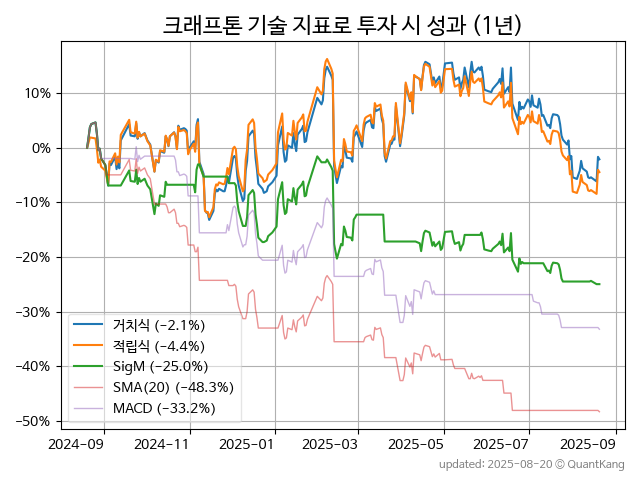 크래프톤 기술 지표로 투자 시 성과 (1년)
10%
0%
−10%
−20%
−30%
−40%
−50%
거치식 (−2.1%)
적립식 (−4.4%)
SigM (−25.0%)
SMA(20) (−48.3%)
MACD (−33.2%)
2024−09 2024−11 2025−01 2025−03 2025−05 2025−07 2025−09
updated: 2025−08−20 ⓒ QuantKang